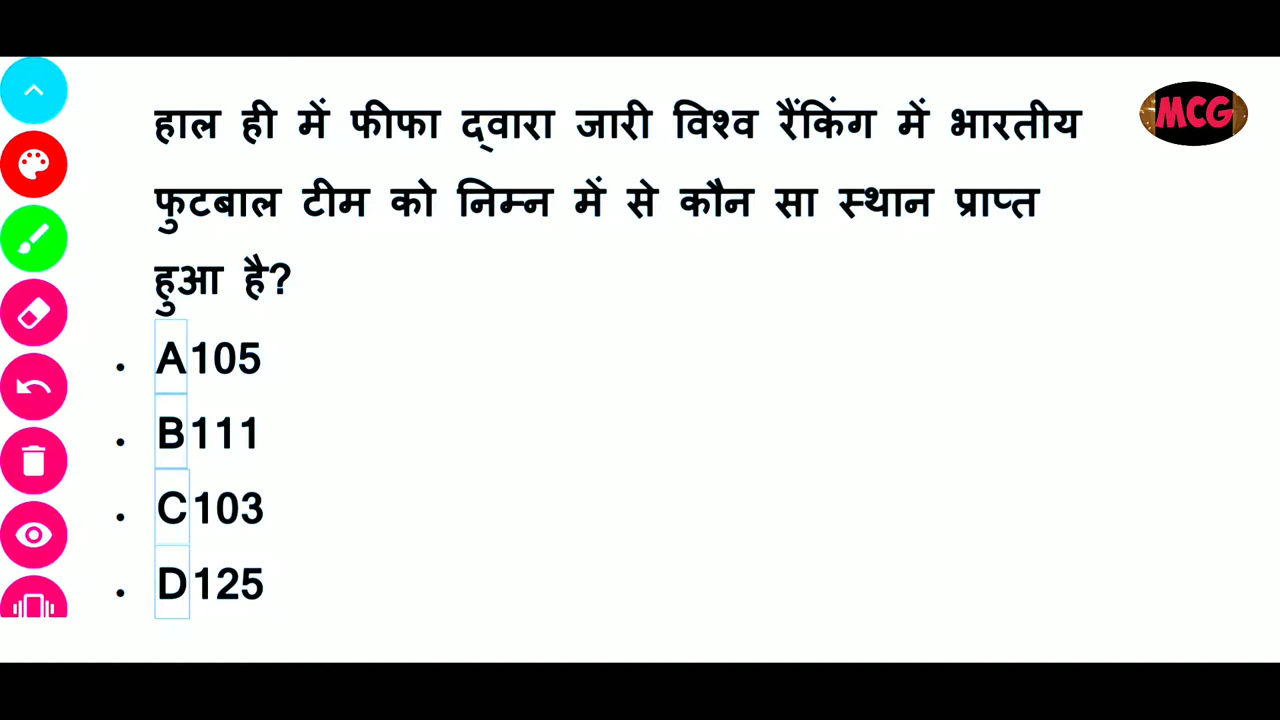 MCG
हाल ही में फीफा द्वारा जारी विश्व रैंकिंग में भारतीय
फुटबाल टीम को निम्न में से कौन सा स्थान प्राप्त
हुआ है?
. A105
. B111
. C103
. D125